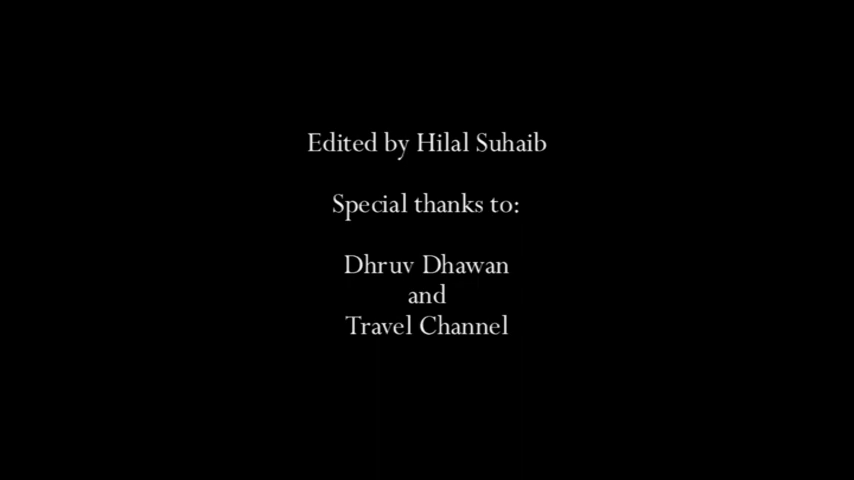 Edited by Hilal Suhaib
Special thanks to:
Dhruv Dhawan
and
Travel Channel